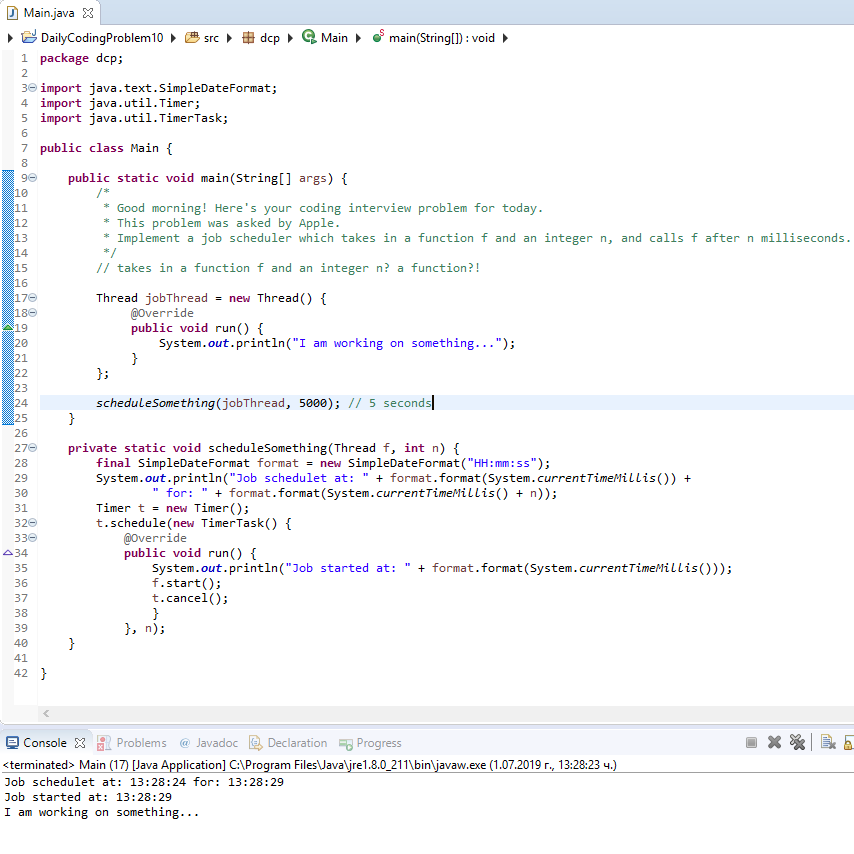 Main.java
DailyCodingProblem10 src dcp Main main(String[]) : void
1 package dcp;
2
3 import java.text.SimpleDateFormat;
4 import java.util.Timer;
5 import java.util.TimerTask;
6
7 public class Main {
8
9 public static void main(String[] args) {
10 /*
11 * Good morning! Here's your coding interview problem for today.
12 * This problem was asked by Apple.
13 * Implement a job scheduler which takes in a function f and an integer n, and calls f after n milliseconds.
14 */
15 // takes in a function f and an integer n? a function?!
16
17 Thread jobThread = new Thread() {
18 @Override
19 public void run() {
20 System.out.println("I am working on something...");
21 }
22 };
23
24 scheduleSomething(jobThread, 5000); // 5 seconds
25 }
26
27 private static void scheduleSomething(Thread f, int n) {
28 final SimpleDateFormat format = new SimpleDateFormat("HH:mm:ss");
29 System.out.println("Job schedulet at: " + format.format(System.currentTimeMillis()) +
30 " for: " + format.format(System.currentTimeMillis() + n));
31 Timer t = new Timer();
32 t.schedule(new TimerTask() {
33 @Override
34 public void run() {
35 System.out.println("Job started at: " + format.format(System.currentTimeMillis()));
36 f.start();
37 t.cancel();
38 }
39 }, n);
40 }
41
42 }
Console Problems @ Javadoc Declaration Progress
<terminated> Main (17) [Java Application] C:\Program Files\Java\jre1.8.0_211\bin\javaw.exe (1.07.2019 г., 13:28:23 ч.)
Job schedulet at: 13:28:24 for: 13:28:29
Job started at: 13:28:29
I am working on something...